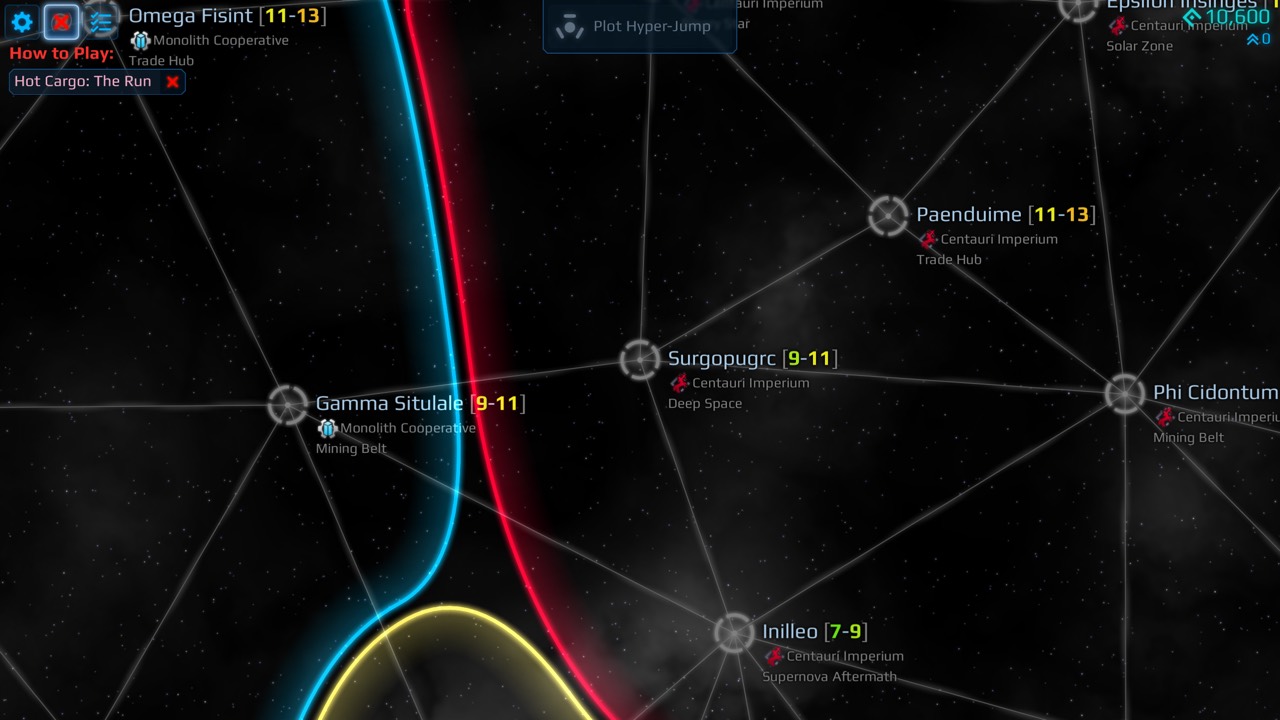 Omega Fisint [11-13]
Monolith Cooperative
Trade Hub
How to Play:
Hot Cargo: The Run
Plot Hyper-Jump
Centauri Imperium
10,600
0
Centauri Imperium
Solar Zone
Paenduime [11-13]
Centauri Imperium
Trade Hub
Surgopugrc [9-11]
Centauri Imperium
Deep Space
Gamma Situlale [9-11]
Monolith Cooperative
Mining Belt
Phi Cidontum
Centauri Imperiu
Mining Belt
Inilleo [7-9]
Centauri Imperium
Supernova Aftermath